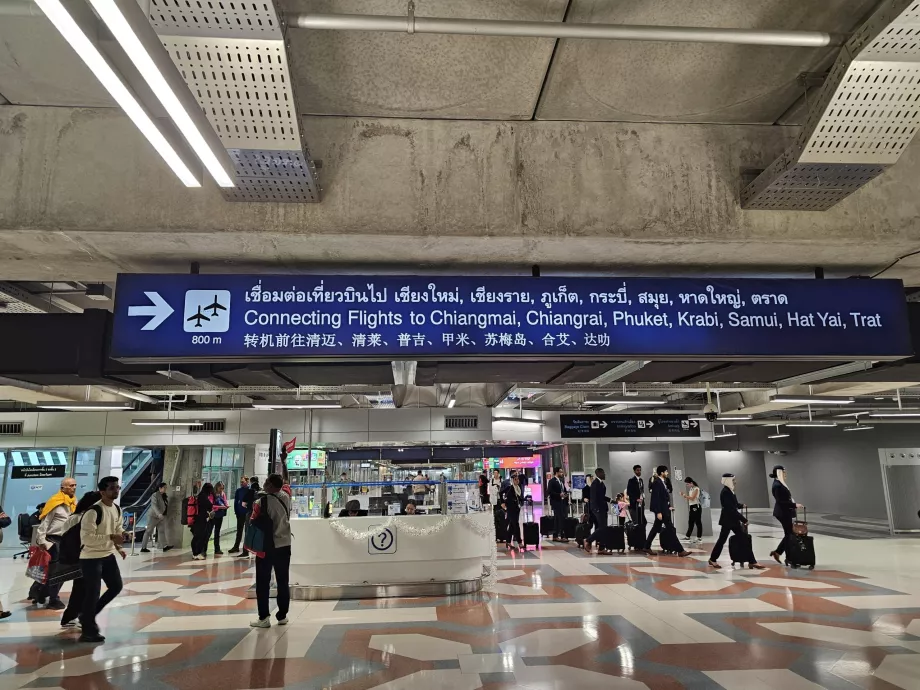 เชื่อมต่อเที่ยวบินไป เชียงใหม่, เชียงราย, ภูเก็ต, กระบี่, สมุย, หาดใหญ่, ตราด
Connecting Flights to Chiangmai, Chiangrai, Phuket, Krabi, Samui, Hat Yai, Trat
800 m
转机前往清迈、清莱、普吉、甲米、苏梅岛、合艾、达叻
?